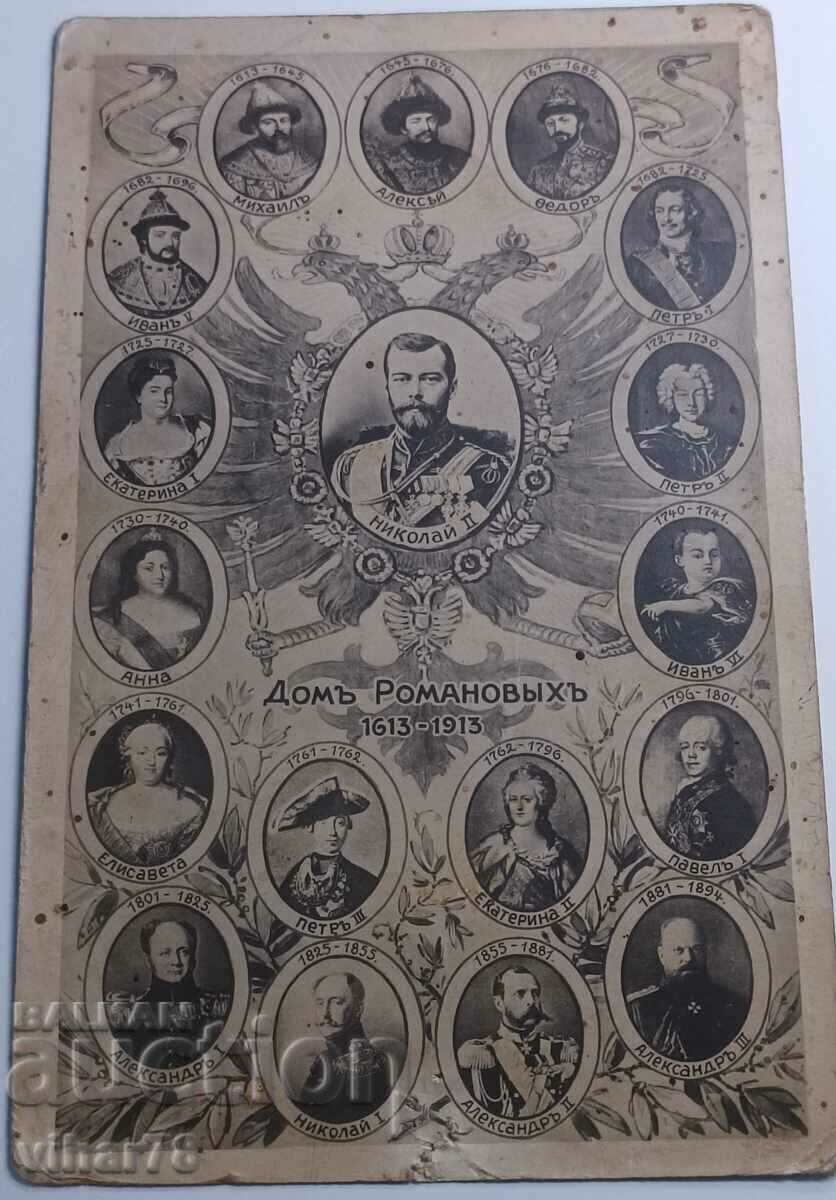 1613-1645.
Михаилъ
1645-1676.
Алексѣй
1676-1682.
Ѳедоръ
1682-1696.
Иванъ V
1682-1725
Петръ I
1725-1727.
Екатерина I
Николай II
1727-1730.
Петръ II
1730-1740.
Анна
1740-1741.
Иванъ VI
Домъ Романовыхъ
1613-1913
1741-1761.
Елисавета
1761-1762.
Петръ III
1762-1796.
Екатерина II
1796-1801.
Павелъ I
1801-1825.
Александръ
1825-1855.
Николай I
1855-1881.
Александръ II
1881-1894.
Александръ III
BALKAN
auction
vihar78